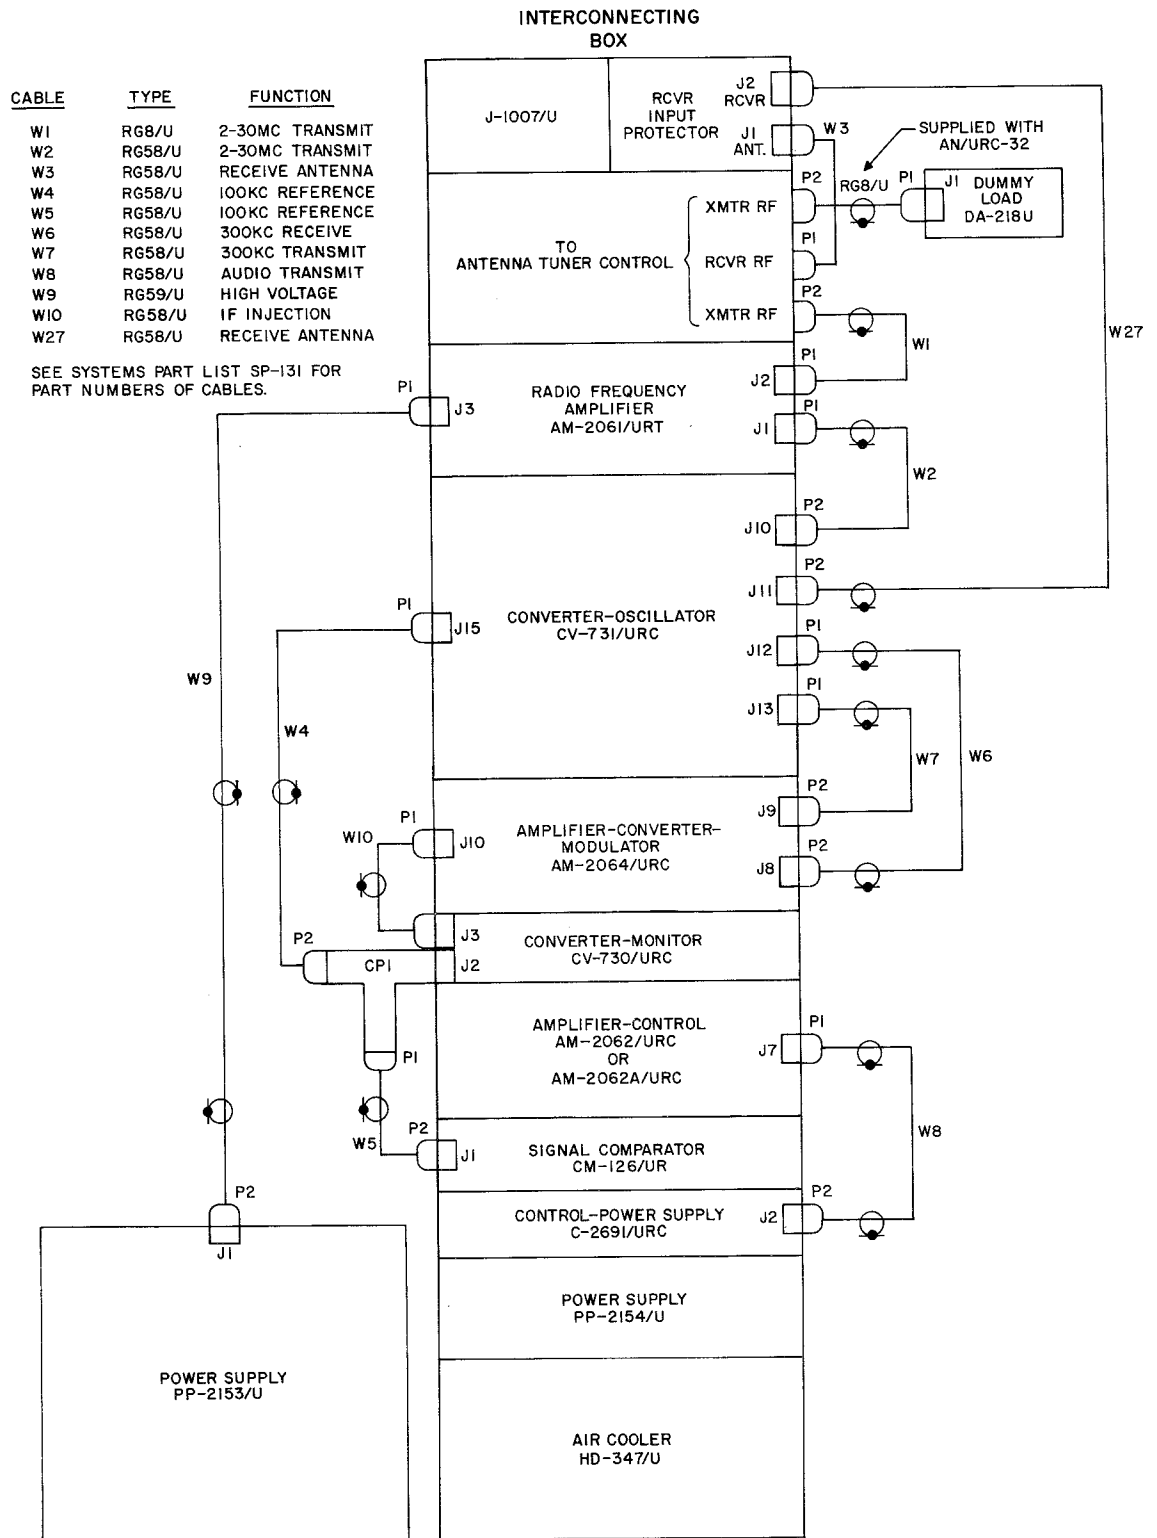 INTERCONNECTING
BOX
CABLE TYPE FUNCTION
W1 RG8/U 2-30MC TRANSMIT
W2 RG58/U 2-30MC TRANSMIT
W3 RG58/U RECEIVE ANTENNA
W4 RG58/U 100KC REFERENCE
W5 RG58/U 100KC REFERENCE
W6 RG58/U 300KC RECEIVE
W7 RG58/U 300KC TRANSMIT
W8 RG58/U AUDIO TRANSMIT
W9 RG59/U HIGH VOLTAGE
W10 RG58/U IF INJECTION
W27 RG58/U RECEIVE ANTENNA
SEE SYSTEMS PART LIST SP-131 FOR
PART NUMBERS OF CABLES.
J-1007/U
RCVR
INPUT
PROTECTOR
J2
RCVR
J1
ANT.
W3
SUPPLIED WITH
AN/URC-32
P2
RG8/U
P1
J1
DUMMY
LOAD
DA-218U
TO
ANTENNA TUNER CONTROL
XMTR RF
P1
RCVR RF
P2
XMTR RF
W1
W27
P1
J2
P1
J1
RADIO FREQUENCY
AMPLIFIER
AM-2061/URT
P1
J3
W2
P2
J10
P2
J11
P1
J12
P1
J13
CONVERTER-OSCILLATOR
CV-731/URC
P1
J15
W9
W4
W7
W6
P2
J9
P2
J8
AMPLIFIER-CONVERTER-
MODULATOR
AM-2064/URC
W10
P1
J10
J3
CONVERTER-MONITOR
CV-730/URC
P2
CP1
J2
P1
AMPLIFIER-CONTROL
AM-2062/URC
OR
AM-2062A/URC
P1
J7
W8
W5
P2
J1
SIGNAL COMPARATOR
CM-126/UR
P2
J2
CONTROL-POWER SUPPLY
C-2691/URC
P2
J1
POWER SUPPLY
PP-2154/U
POWER SUPPLY
PP-2153/U
AIR COOLER
HD-347/U